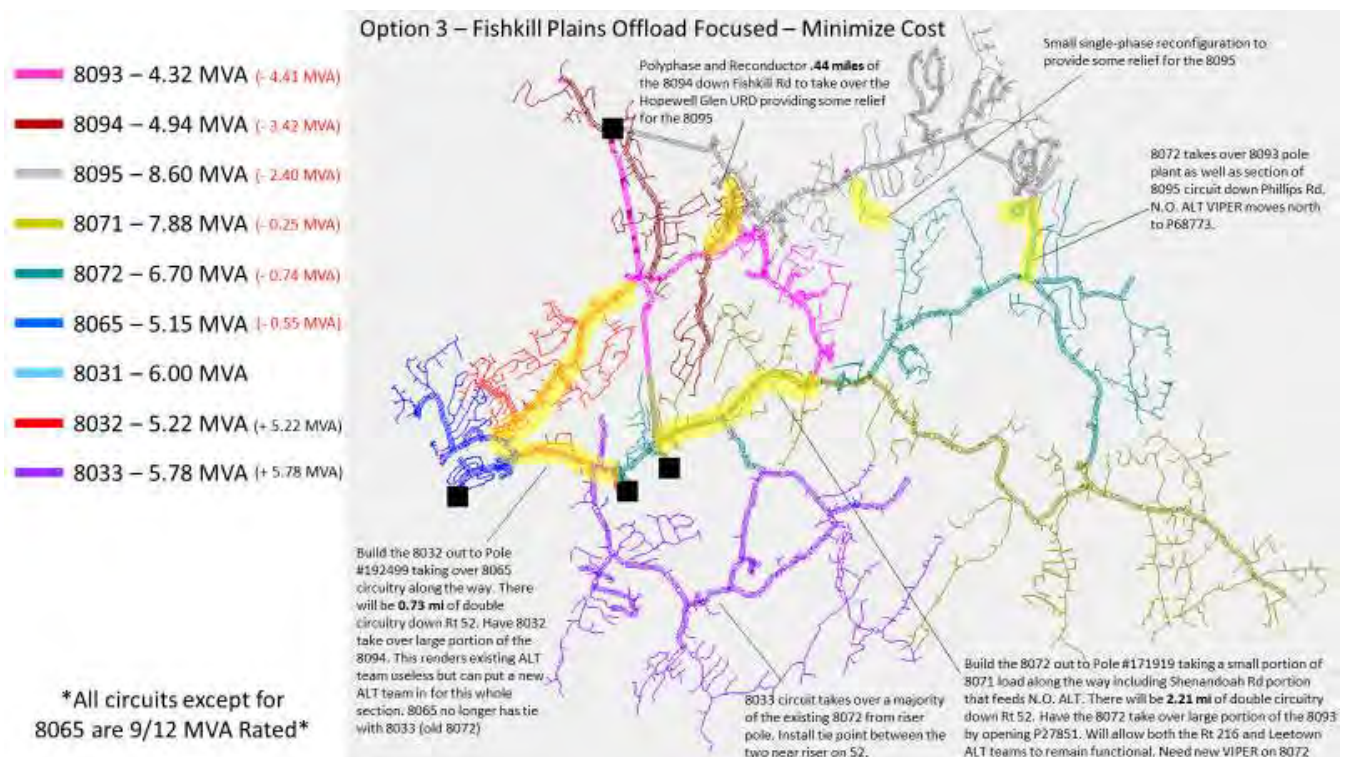 Option 3 – Fishkill Plains Offload Focused – Minimize Cost
8093 – 4.32 MVA (- 4.41 MVA)
8094 – 4.94 MVA (- 3.42 MVA)
8095 – 8.60 MVA (- 2.40 MVA)
8071 – 7.88 MVA (- 0.25 MVA)
8072 – 6.70 MVA (- 0.74 MVA)
8065 – 5.15 MVA (- 0.55 MVA)
8031 – 6.00 MVA
8032 – 5.22 MVA (+ 5.22 MVA)
8033 – 5.78 MVA (+ 5.78 MVA)
*All circuits except for
8065 are 9/12 MVA Rated*
Polyphase and Reconductor .44 miles of
the 8094 down Fishkill Rd to take over the
Hopewell Glen URD providing some relief
for the 8095
Small single-phase reconfiguration to
provide some relief for the 8095
8072 takes over 8093 pole
plant as well as section of
8095 circuit down Phillips Rd.
N.O. ALT VIPER moves north
to P68773.
Build the 8032 out to Pole
#192499 taking over 8065
circuitry along the way. There
will be 0.73 mi of double
circuitry down Rt 52. Have 8032
take over large portion of the
8094. This renders existing ALT
team useless but can put a new
ALT team in for this whole
section. 8065 no longer has tie
with 8033 (old 8072)
8033 circuit takes over a majority
of the existing 8072 from riser
pole. Install tie point between the
two near riser on 52.
Build the 8072 out to Pole #171919 taking a small portion of
8071 load along the way including Shenandoah Rd portion
that feeds N.O. ALT. There will be 2.21 mi of double circuitry
down Rt 52. Have the 8072 take over large portion of the 8093
by opening P27851. Will allow both the Rt 216 and Leetown
ALT teams to remain functional. Need new VIPER on 8072